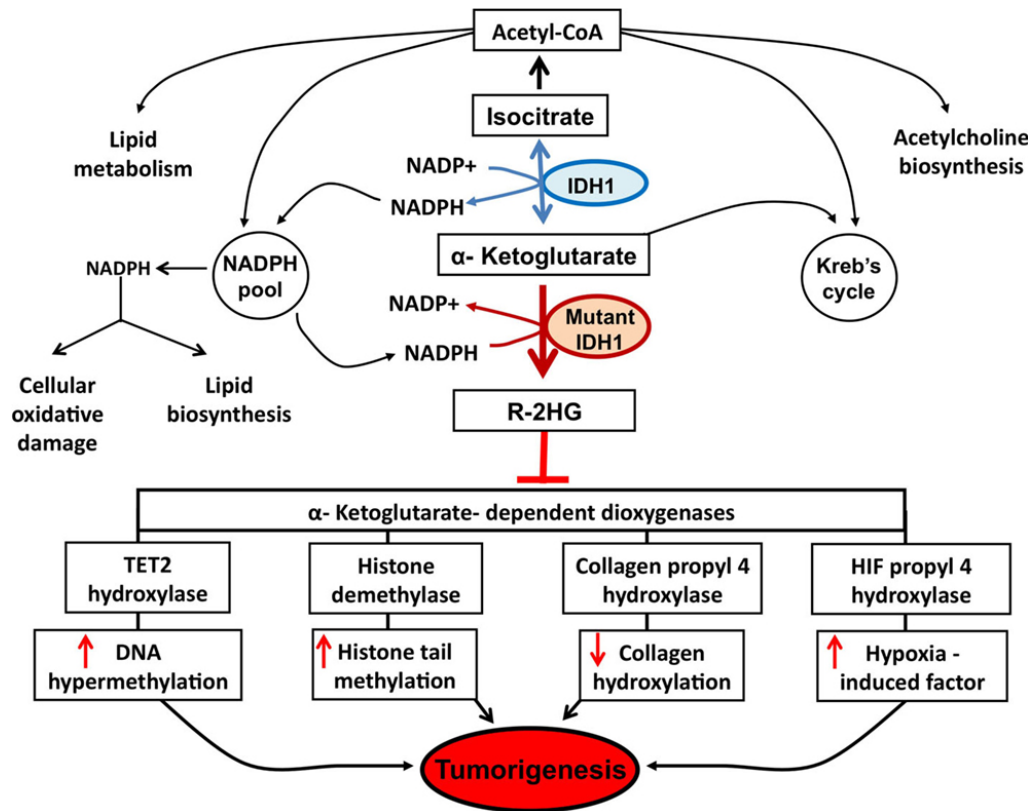 Acetyl-CoA
Isocitrate
Lipid
metabolism
Acetylcholine
biosynthesis
NADP+
IDH1
NADPH
α- Ketoglutarate
NADPH
NADPH
pool
Kreb's
cycle
NADP+
Mutant
IDH1
NADPH
Cellular
oxidative
damage
Lipid
biosynthesis
R-2HG
α- Ketoglutarate- dependent dioxygenases
TET2
hydroxylase
Histone
demethylase
Collagen propyl 4
hydroxylase
HIF propyl 4
hydroxylase
DNA
hypermethylation
Histone tail
methylation
Collagen
hydroxylation
Hypoxia -
induced factor
Tumorigenesis